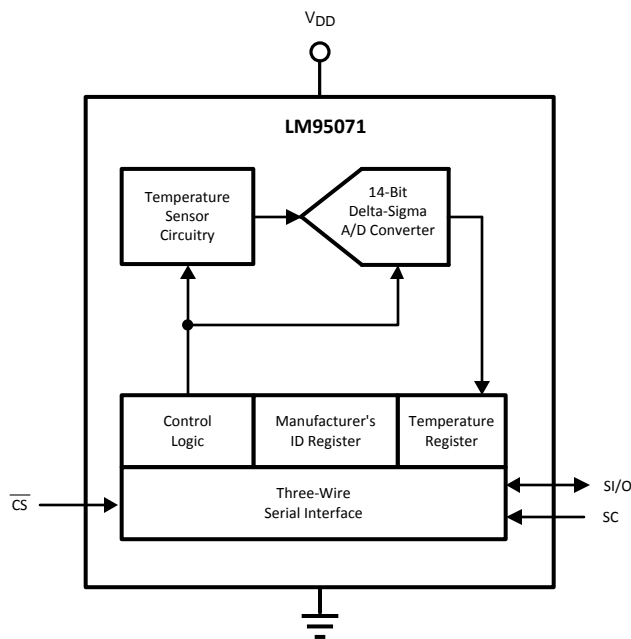 VDD
LM95071
Temperature
Sensor
Circuitry
14-Bit
Delta-Sigma
A/D Converter
Control
Logic
Manufacturer's
ID Register
Temperature
Register
Three-Wire
Serial Interface
CS
SI/O
SC